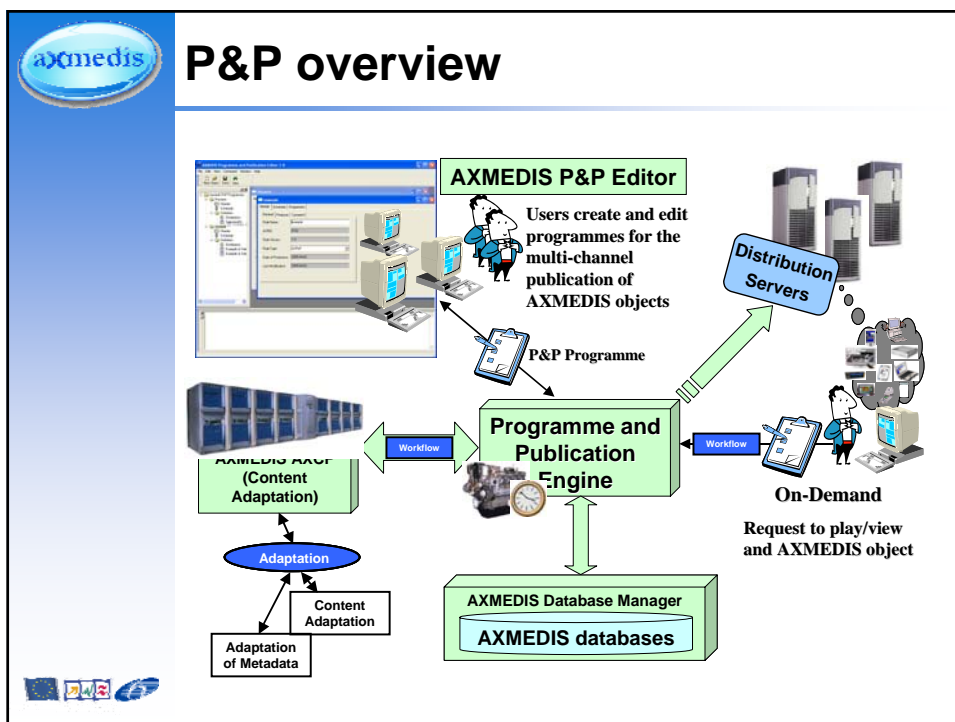 axmedis
P&P overview
AXMEDIS P&P Editor
Users create and edit
programmes for the
multi-channel
publication of
AXMEDIS objects
Distribution
Servers
P&P Programme
Programme and
Publication
Engine
Workflow
Workflow
AXMEDIS AXCP
(Content
Adaptation)
On-Demand
Request to play/view
and AXMEDIS object
Adaptation
Content
Adaptation
Adaptation
of Metadata
AXMEDIS Database Manager
AXMEDIS databases